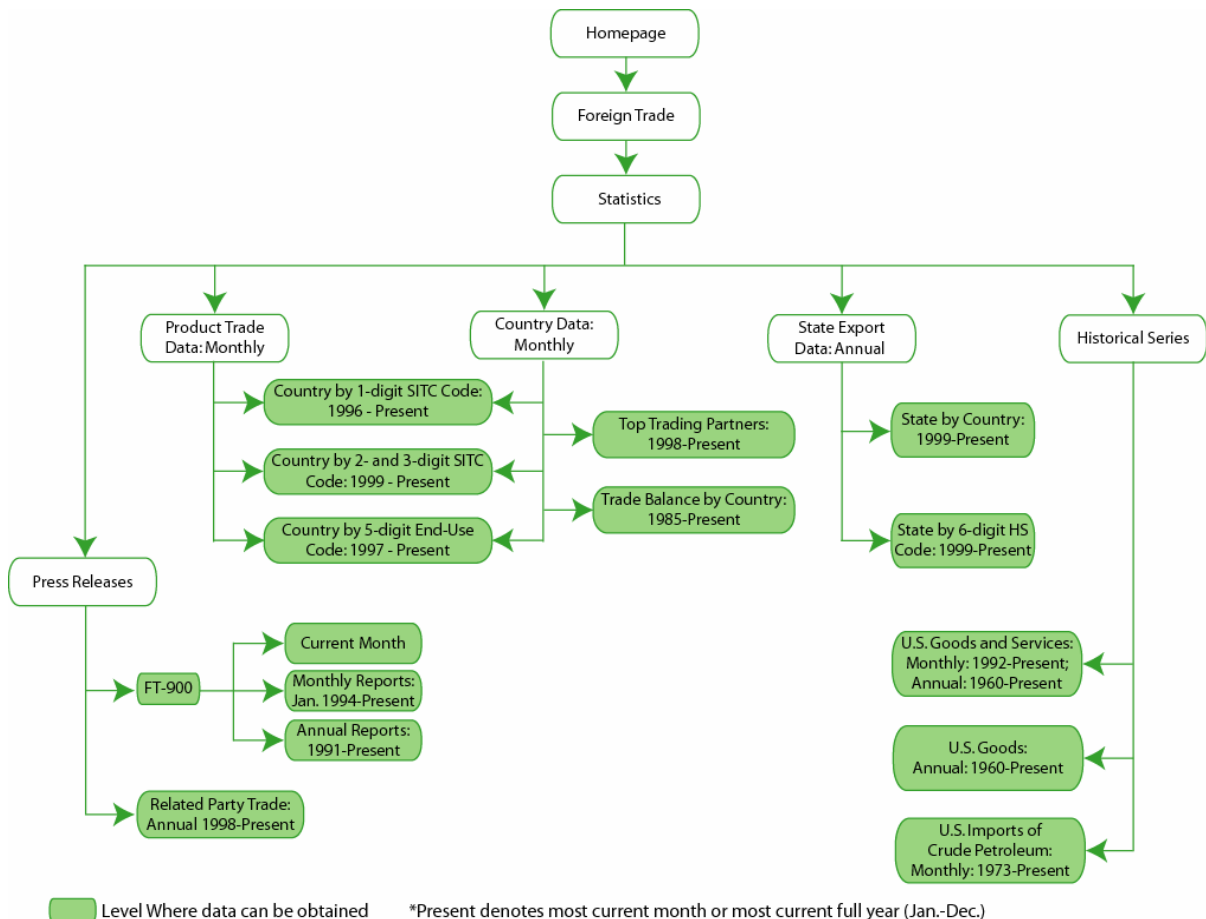 Homepage
Foreign Trade
Statistics
Product Trade
Data: Monthly
Country Data:
Monthly
State Export
Data: Annual
Historical Series
Country by 1-digit SITC Code:
1996 - Present
Country by 2- and 3-digit SITC
Code: 1999 - Present
Country by 5-digit End-Use
Code: 1997 - Present
Top Trading Partners:
1998-Present
Trade Balance by Country:
1985-Present
State by Country:
1999-Present
State by 6-digit HS
Code: 1999-Present
Press Releases
FT-900
Current Month
Monthly Reports:
Jan. 1994-Present
Annual Reports:
1991-Present
Related Party Trade:
Annual 1998-Present
U.S. Goods and Services:
Monthly: 1992-Present;
Annual: 1960-Present
U.S. Goods:
Annual: 1960-Present
U.S. Imports of
Crude Petroleum:
Monthly: 1973-Present
Level Where data can be obtained
*Present denotes most current month or most current full year (Jan.-Dec.)